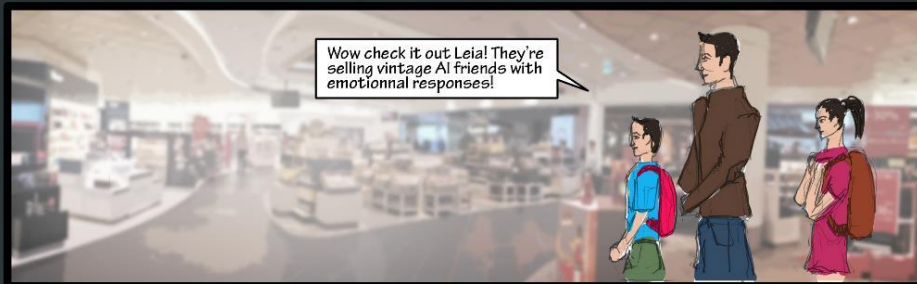 Wow check it out Leia! They're
selling vintage AI friends with
emotionnal responses!